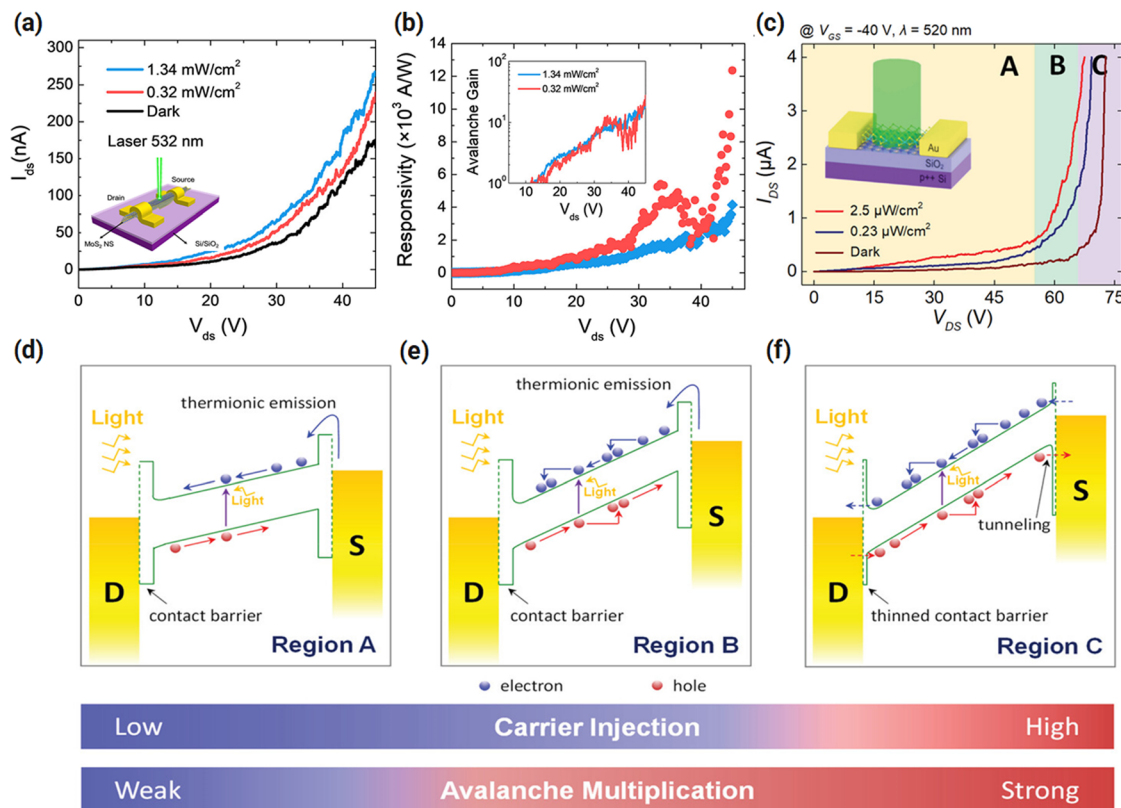 (a)
300
250
200
150
100
50
0
I_ds (nA)
1.34 mW/cm²
0.32 mW/cm²
Dark
Laser 532 nm
Source
Drain
MoS₂ NS
Si/SiO₂
0 10 20 30 40
V_ds (V)
(b)
14
12
10
8
6
4
2
0
Responsivity (×10³ A/W)
10²
10¹
10⁰
Avalanche Gain
1.34 mW/cm²
0.32 mW/cm²
10 20 30 40
V_ds (V)
0 10 20 30 40 50
V_ds (V)
(c)
@ V_GS = -40 V, λ = 520 nm
4
3
2
1
0
I_DS (μA)
A B C
Au
SiO₂
p++ Si
2.5 μW/cm²
0.23 μW/cm²
Dark
0 15 30 45 60 75
V_DS (V)
(d)
Light
thermionic emission
Light
D
S
contact barrier
Region A
(e)
Light
thermionic emission
Light
D
S
contact barrier
Region B
(f)
Light
Light
S
tunneling
D
thinned contact barrier
Region C
electron hole
Low Carrier Injection High
Weak Avalanche Multiplication Strong